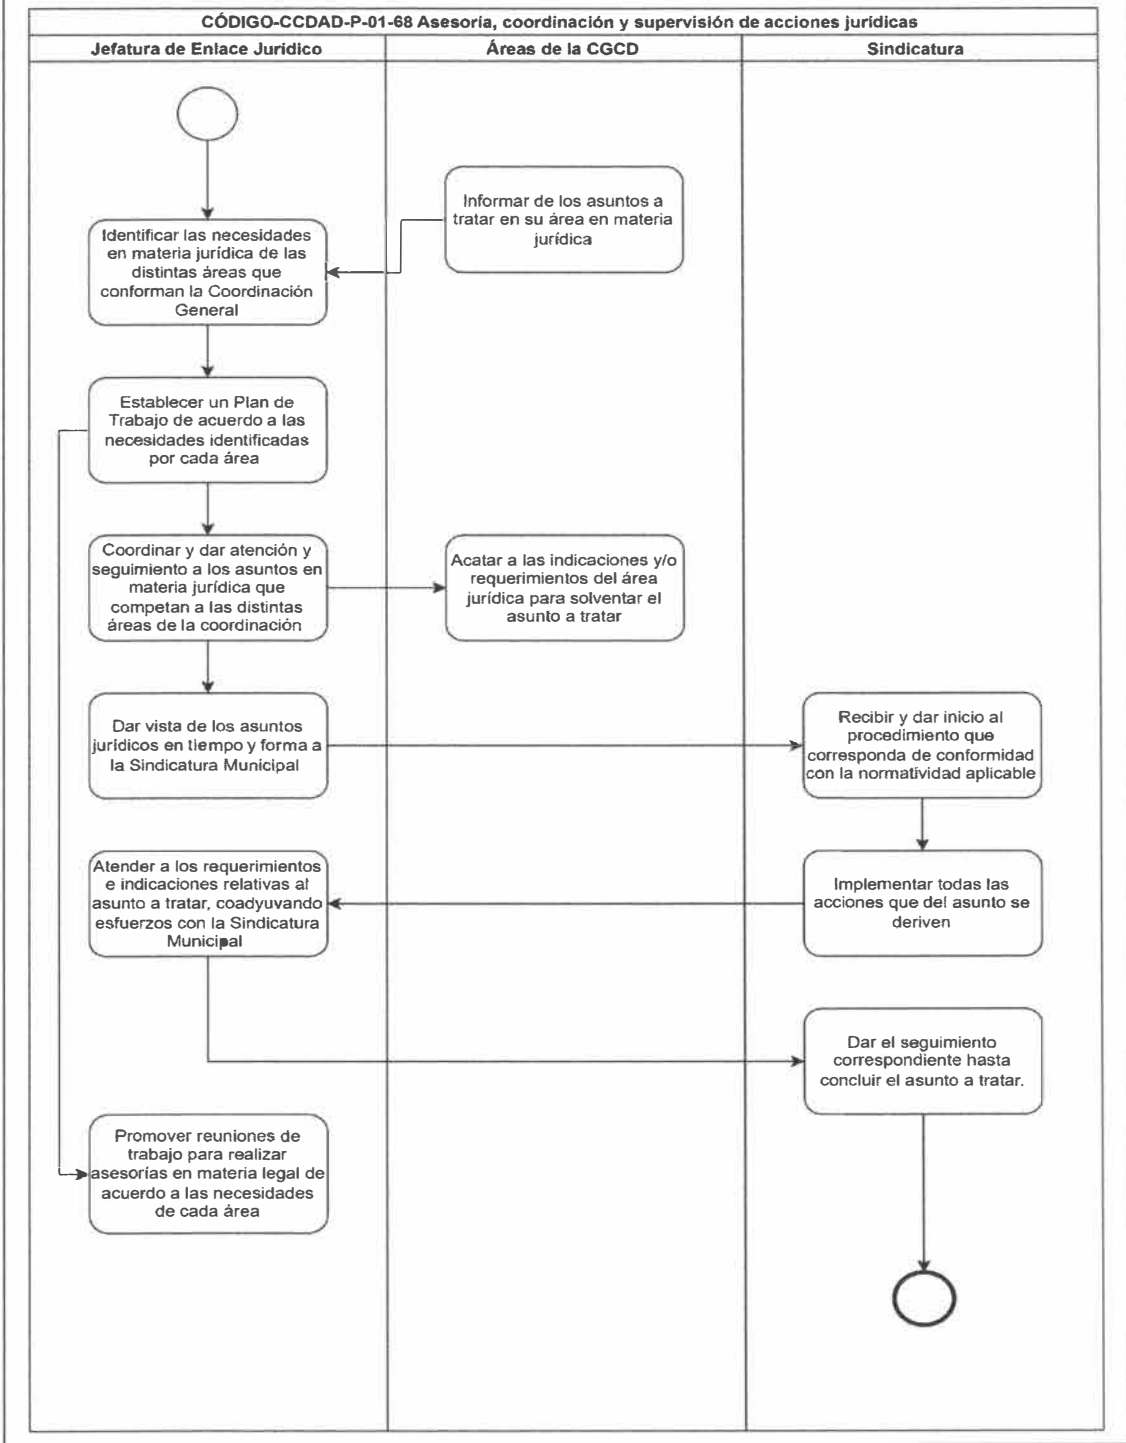 CÓDIGO-CCDAD-P-01-68 Asesoría, coordinación y supervisión de acciones jurídicas
Jefatura de Enlace Jurídico
Áreas de la CGCD
Sindicatura
Informar de los asuntos a
tratar en su área en materia
jurídica
Identificar las necesidades
en materia jurídica de las
distintas áreas que
conforman la Coordinación
General
Establecer un Plan de
Trabajo de acuerdo a las
necesidades identificadas
por cada área
Coordinar y dar atención y
seguimiento a los asuntos en
materia jurídica que
competan a las distintas
áreas de la coordinación
Acatar a las indicaciones y/o
requerimientos del área
jurídica para solventar el
asunto a tratar
Dar vista de los asuntos
jurídicos en tiempo y forma a
la Sindicatura Municipal
Recibir y dar inicio al
procedimiento que
corresponda de conformidad
con la normatividad aplicable
Atender a los requerimientos
e indicaciones relativas al
asunto a tratar, coadyuvando
esfuerzos con la Sindicatura
Municipal
Implementar todas las
acciones que del asunto se
deriven
Dar el seguimiento
correspondiente hasta
concluir el asunto a tratar.
Promover reuniones de
trabajo para realizar
asesorías en materia legal de
acuerdo a las necesidades
de cada área